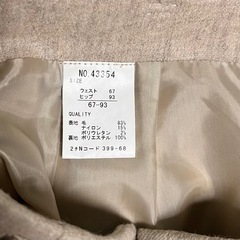 NO. 43354
SIZE
ウェスト 67
ヒップ 93
67-93
QUALITY
表地 毛 83%
ナイロン 15%
ポリウレタン 2%
裏地 ポリエステル 100%
2ケNコード 399-68